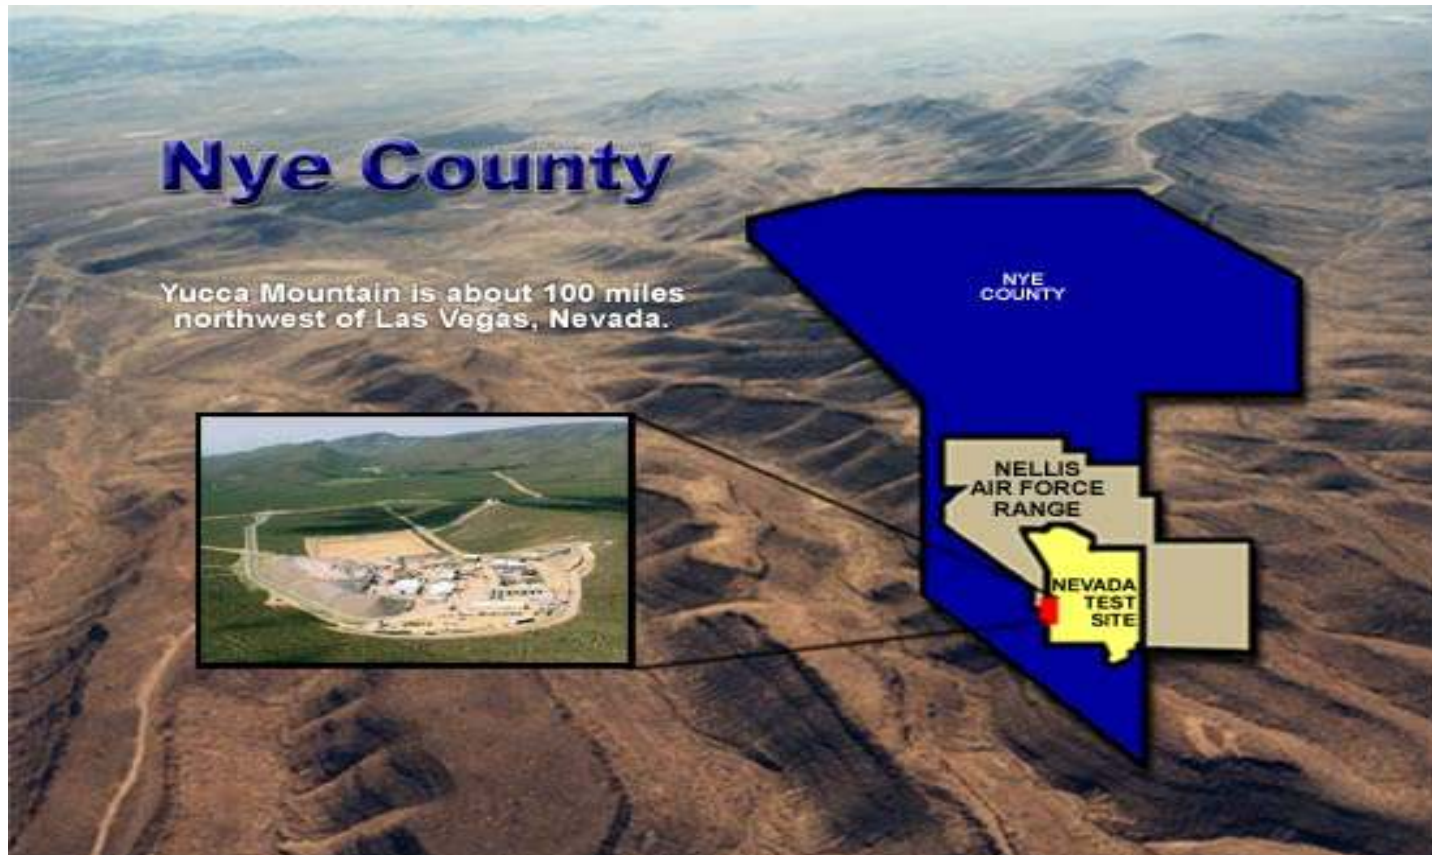 Nye County
Yucca Mountain is about 100 miles
northwest of Las Vegas, Nevada.
NYE
COUNTY
NELLIS
AIR FORCE
RANGE
NEVADA
TEST
SITE